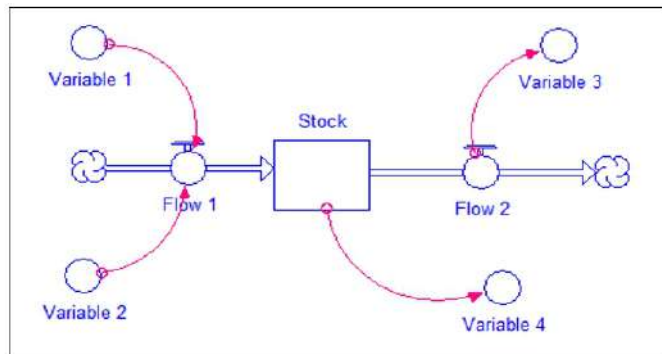 Variable 1
Variable 3
Stock
Flow 1
Flow 2
Variable 2
Variable 4